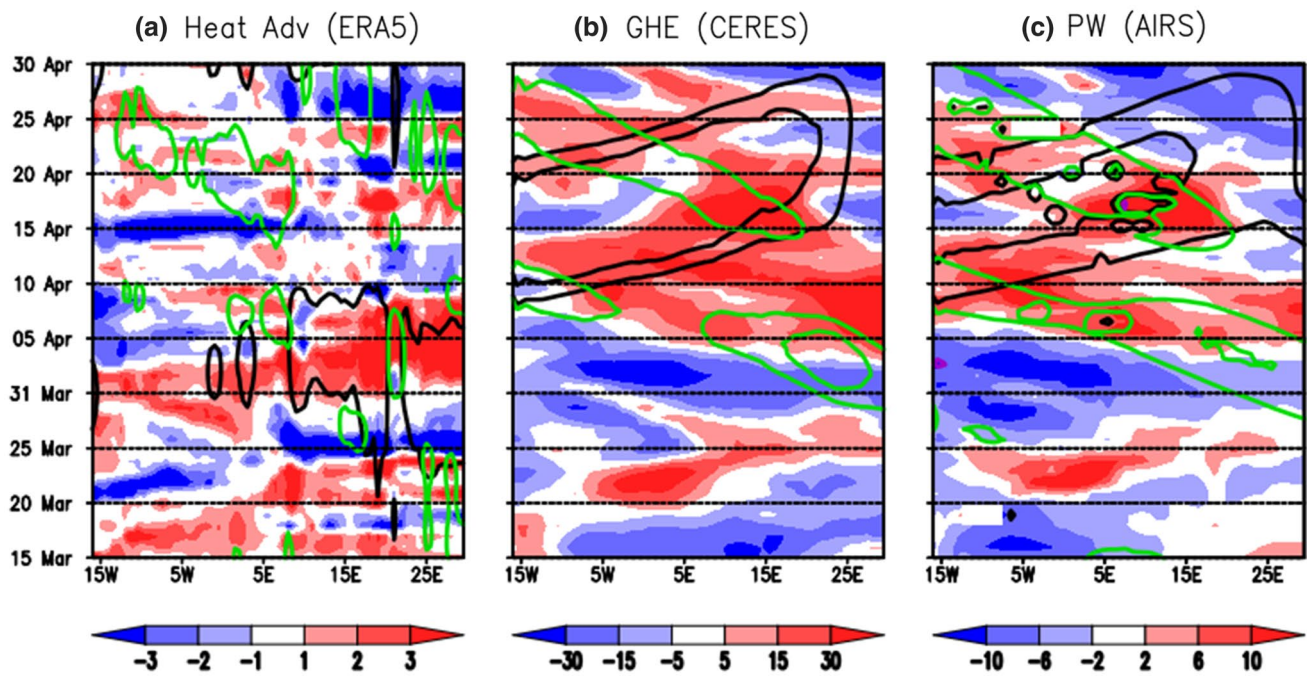 (a) Heat Adv (ERA5) (b) GHE (CERES) (c) PW (AIRS)
30 Apr
25 Apr
20 Apr
15 Apr
10 Apr
05 Apr
31 Mar
25 Mar
20 Mar
15 Mar
15W 5W 5E 15E 25E 15W 5W 5E 15E 25E 15W 5W 5E 15E 25E
-3 -2 -1 1 2 3 -30 -15 -5 5 15 30 -10 -6 -2 2 6 10